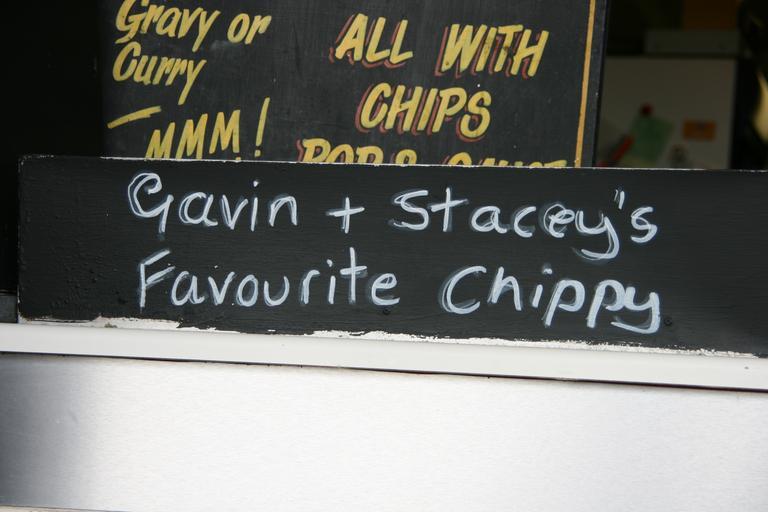 Gravy or
Curry
MMM!
ALL WITH
CHIPS
Gavin + Stacey's
Favourite Chippy